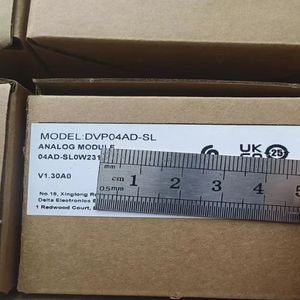 MODEL:DVP04AD-SL
ANALOG MODULE
04AD-SL0W231
V1.30A0
No.18, Xinglong
Delta Electronics
1 Redwood Court,
UK
25
cm 1 2 3 4 5
0.5mm